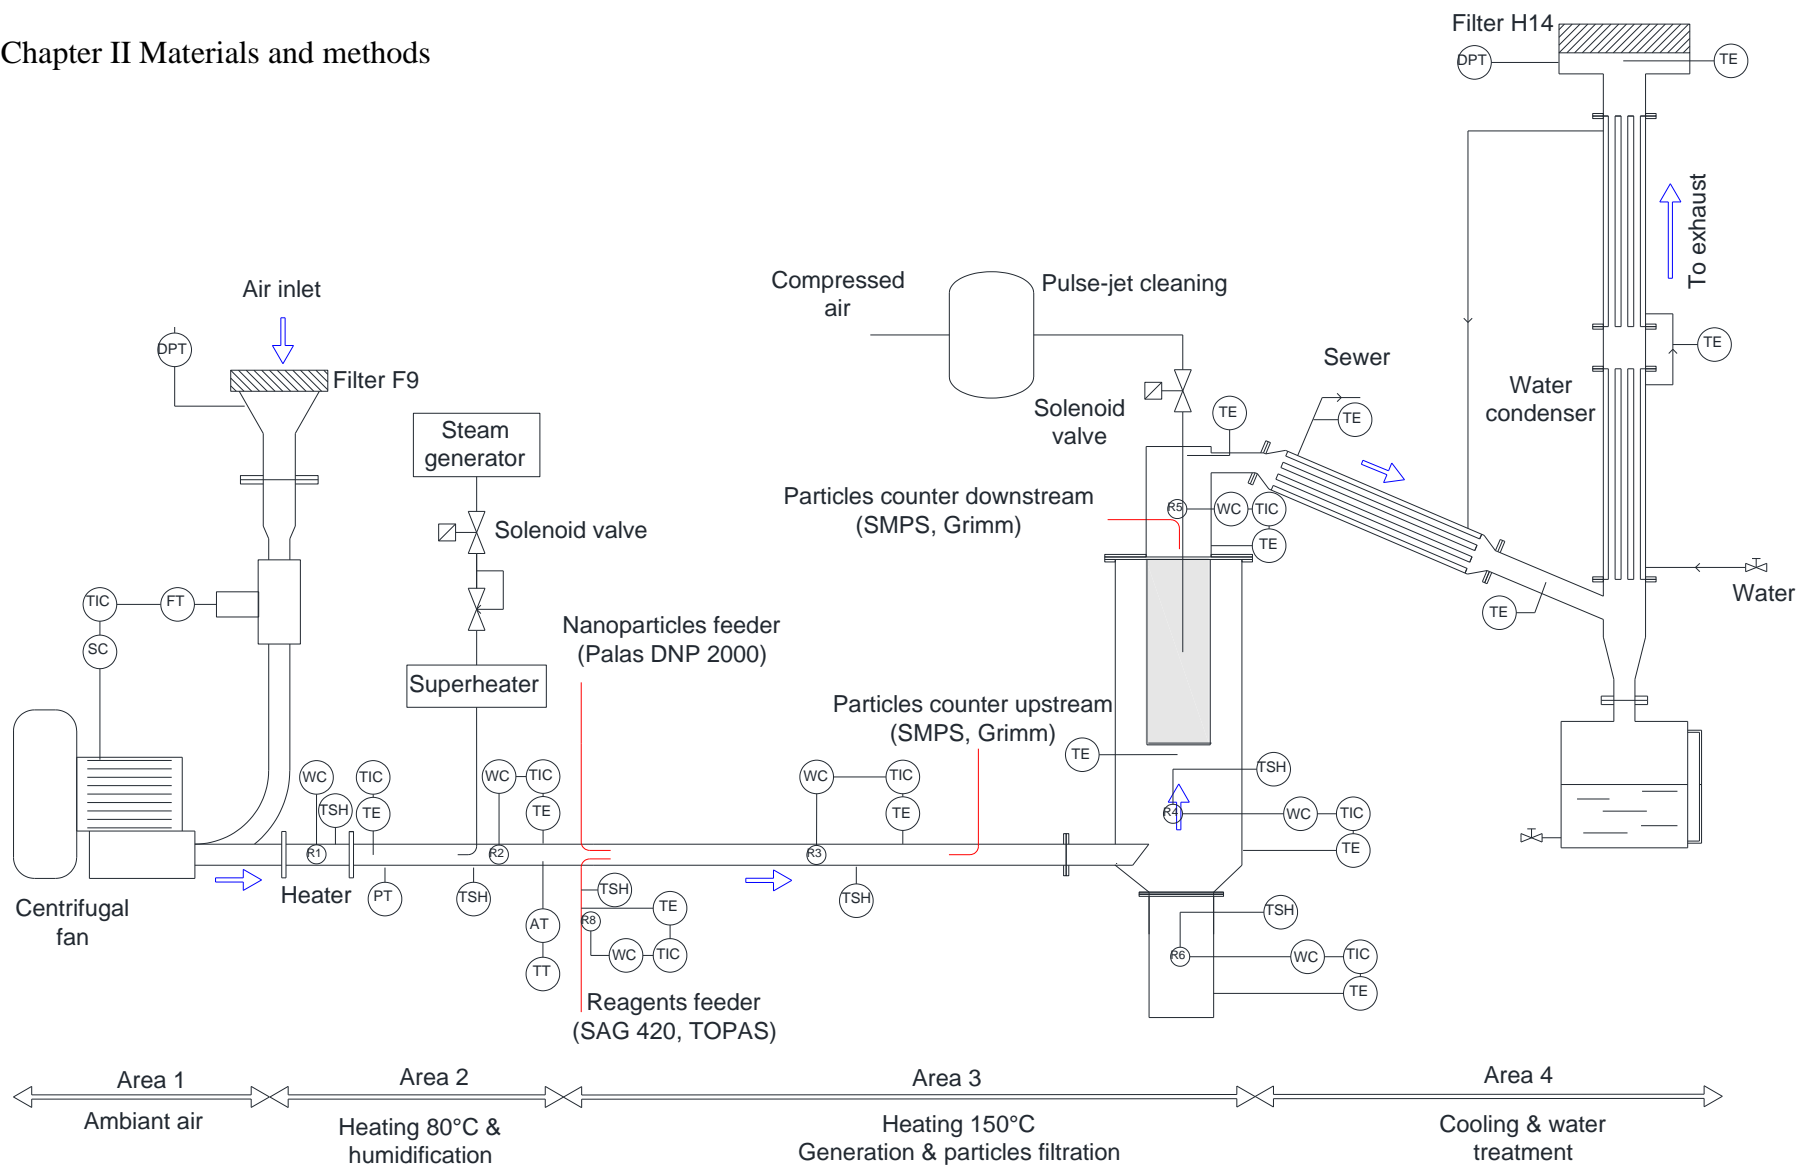 Chapter II Materials and methods
Filter H14
DPT
TE
To exhaust
Air inlet
DPT
Filter F9
Compressed
air
Pulse-jet cleaning
Solenoid
valve
TE
Sewer
TE
Water
condenser
TE
Steam
generator
Solenoid valve
Superheater
Particles counter downstream
(SMPS, Grimm)
R5
WC
TIC
TE
TE
Water
TIC
FT
SC
Nanoparticles feeder
(Palas DNP 2000)
Particles counter upstream
(SMPS, Grimm)
TE
TSH
R4
WC
TIC
TE
WC
TSH
TIC
TE
R1
WC
TIC
TE
R2
WC
TIC
TE
R3
Heater
PT
TSH
AT
TT
TSH
TE
R8
WC
TIC
TSH
TSH
R6
WC
TIC
TE
Centrifugal
fan
Reagents feeder
(SAG 420, TOPAS)
Area 1
Area 2
Area 3
Area 4
Ambiant air
Heating 80°C &
humidification
Heating 150°C
Generation & particles filtration
Cooling & water
treatment